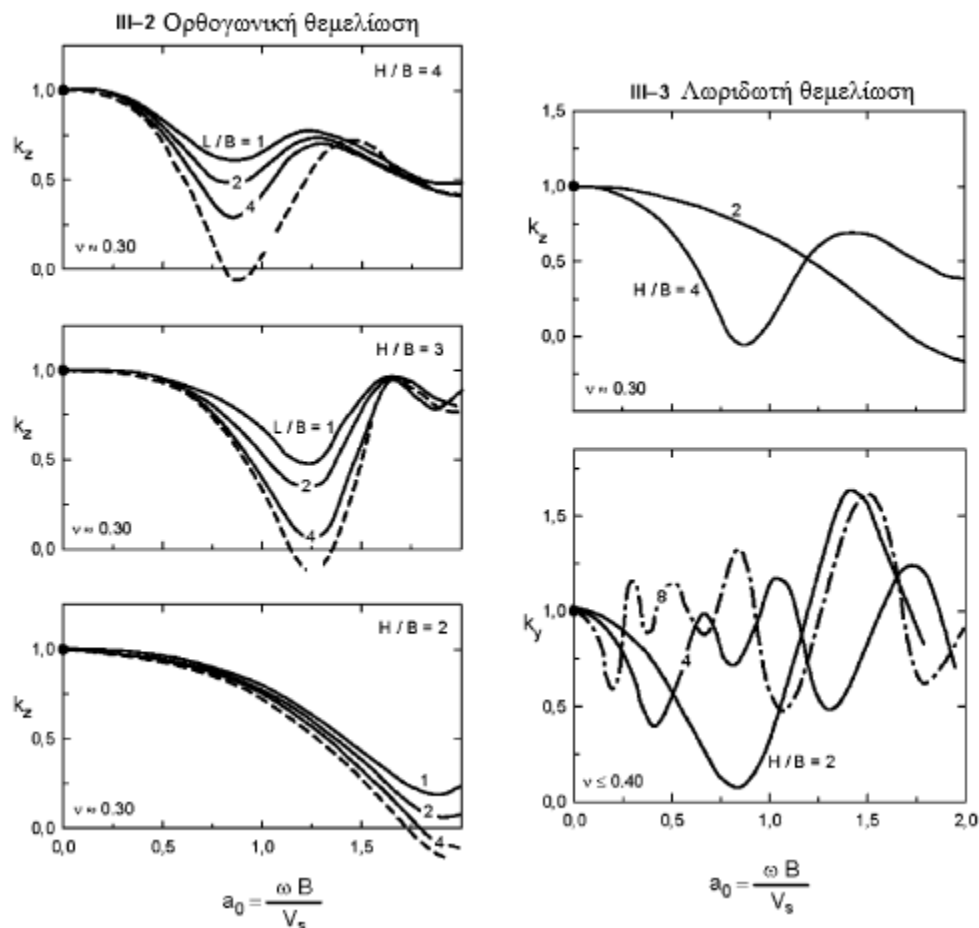 III–2 Ορθογωνική θεμελίωση
H / B = 4
1,0
L / B = 1
k_z
2
0,5
4
ν ≈ 0.30
0,0
H / B = 3
1,0
k_z
L / B = 1
0,5
2
4
ν ≈ 0.30
0,0
H / B = 2
1,0
k_z
0,5
1
2
ν ≈ 0.30
4
0,0
0,0 0,5 1,0 1,5
a_0 = ω B / V_s
III–3 Λωριδωτή θεμελίωση
1,5
1,0
2
k_z
0,5
H / B = 4
0,0
ν ≈ 0.30
1,5
8
1,0
k_y
4
0,5
H / B = 2
ν ≤ 0.40
0,0
0,0 0,5 1,0 1,5 2,0
a_0 = ω B / V_s